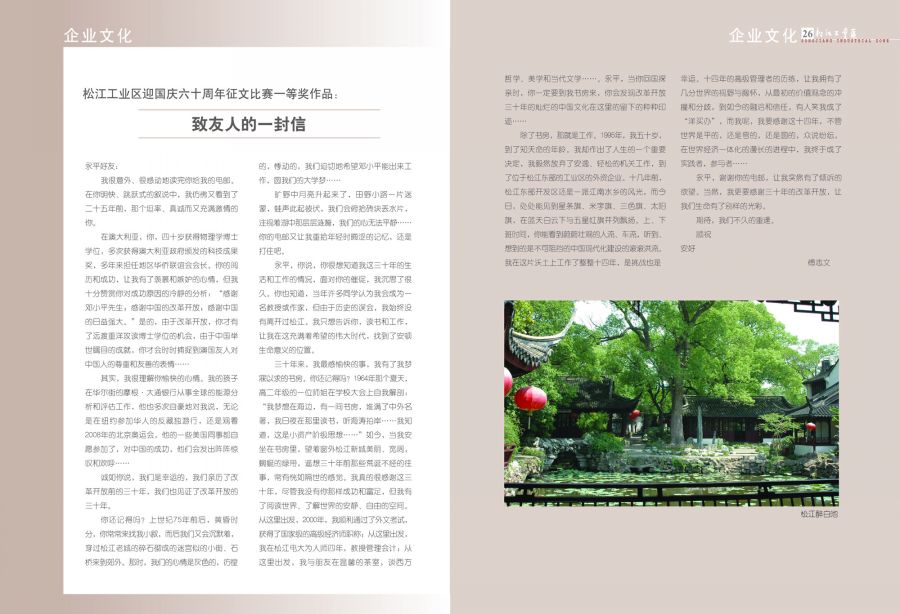 企业文化
松江工业区迎国庆六十周年征文比赛一等奖作品:
致友人的一封信
永平好友:
我很意外、很感动地读完你给我的电邮。
在你明快、跳跃式的叙说中，我仿佛又看到了
二十五年前，那个坦率、真诚而又充满激情的
你。
在澳大利亚，你，四十岁获得物理学博士
学位，多次获得澳大利亚政府颁发的科技成果
奖，多年来担任地区华侨联谊会会长，你的阅
历和成功，让我有了羡慕和嫉妒的心情，但我
十分赞赏你对成功原因的冷静的分析：“感谢
邓小平先生；感谢中国的改革开放；感谢中国
的日益强大。”是的，由于改革开放，你才有
了远渡重洋攻读博士学位的机会，由于中国举
世瞩目的成就，你才会时时捕捉到澳国友人对
中国人的尊重和友善的表情……
其实，我很理解你愉快的心情。我的孩子
在华尔街的摩根·大通银行从事全球的能源分
析和评估工作，他也多次自豪地对我说，无论
是在纽约参加华人的反藏独游行，还是观看
2008年的北京奥运会，他的一些美国同事都自
愿参加了，对中国的成功，他们会发出阵阵惊
叹和欢呼……
诚如你说，我们是幸运的，我们亲历了改
革开放前的三十年，我们也见证了改革开放的
三十年。
你还记得吗？上世纪75年前后，黄昏时
分，你常常来找我小叙，而后我们又会沉默着，
穿过松江老城的碎石砌成的迷宫似的小街、石
桥来到郊外。那时，我们的心情是灰色的，彷徨
的，悸动的，我们迫切地希望邓小平能出来工
作，圆我们的大学梦……
旷野中月亮升起来了，田野小路一片迷
蒙，蛙声此起彼伏，我们会师拾砖块丢水片，
注视着河中那层层涟漪，我们的心无法平静……
你的电邮又让我重拾年轻时酸涩的记忆，还是
打住吧。
永平，你说，你很想知道我这三十年的生
活和工作的情况，面对你的催促，我沉思了很
久。你也知道，当年许多同学认为我会成为一
名教授或作家，但由于历史的误会，我始终没
有离开过松江。我只想告诉你，读书和工作，
让我在这充满着希望的伟大时代，找到了安顿
生命意义的位置。
三十年来，我最感愉快的事，我有了我梦
寐以求的书房。你还记得吗？1964年那个夏天，
高二年级的一位师姐在学校大会上自我解剖：
“我梦想在海边，有一间书房，堆满了中外名
著，我日夜在那里读书，听海涛拍岸……我知
道，这是小资产阶级思想……”如今，当我安
坐在书房里，望着窗外松江新城美丽、宽阔、
婀娜的绿带，遥想三十年前那些荒诞不经的往
事，常有恍如隔世的感觉。我真的很感谢这三
十年，尽管我没有你那样成功和富足，但我有
了阅读世界、了解世界的安静、自由的空间。
从这里出发，2000年，我顺利通过了外文考试，
获得了国家级的高级经济师职称；从这里出发，
我在松江电大为人师四年，教授管理会计；从
这里出发，我与朋友在温馨的茶室，谈西方
企业文化
26
SONGJIANG INDUSTRIAL ZONE
哲学、美学和当代文学……。永平，当你回国探
亲时，你一定要到我书房来，你会发现改革开放
三十年的灿烂的中国文化在这里的留下的种种印
迹……
除了书房，那就是工作。1995年，我五十岁，
到了知天命的年龄，我却作出了人生的一个重要
决定，我毅然放弃了安逸、轻松的机关工作，到
了位于松江东部的工业区的外资企业。十几年前，
松江东部开发区还是一派江南水乡的风光，而今
日，处处能见到星条旗、米字旗、三色旗、太阳
旗，在蓝天白云下与五星红旗并列飘扬。上、下
班时间，你能看到蔚蔚壮观的人流、车流，听到、
想到的是不可阻挡的中国现代化建设的滚滚洪流。
我在这片沃土上工作了整整十四年，是挑战也是
幸运。十四年的高级管理者的历练，让我拥有了
几分世界的视野与胸怀，从最初的价值观念的冲
撞和分歧，到如今的融洽和信任，有人笑我成了
“洋买办”，而我呢，我要感谢这十四年，不管
世界是平的，还是弯的，还是圆的，众说纷纭，
在世界经济一体化的漫长的进程中，我终于成了
实践者，参与者……
永平，谢谢你的电邮，让我突然有了倾诉的
欲望。当然，我更要感谢三十年的改革开放，让
我们生命有了别样的光彩。
期待，我们不久的重逢。
顺祝
安好
傅志文
松江醉白池